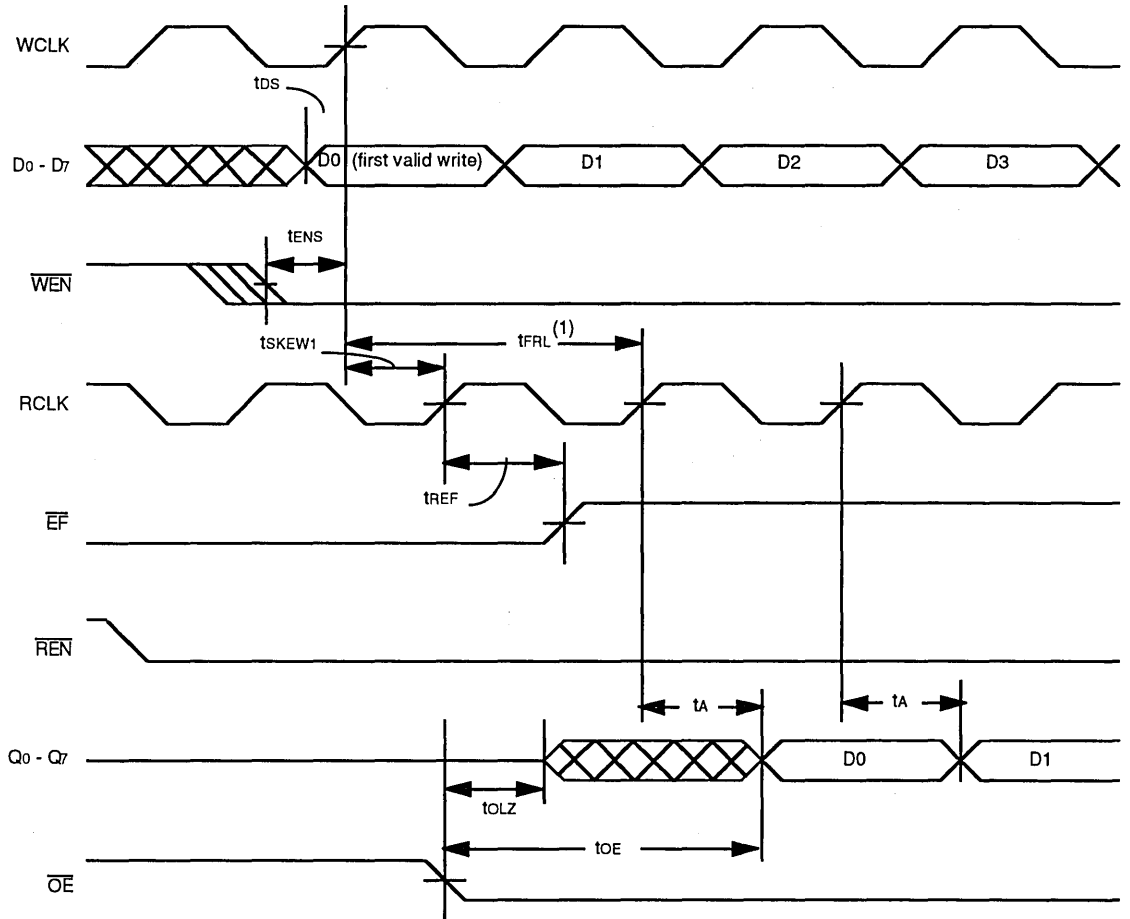 WCLK
tDS
D0 - D7
D0 (first valid write)
D1
D2
D3
tENS
WEN
tSKEW1
tFRL(1)
RCLK
tREF
EF
REN
tA
tA
Q0 - Q7
D0
D1
tOLZ
tOE
OE